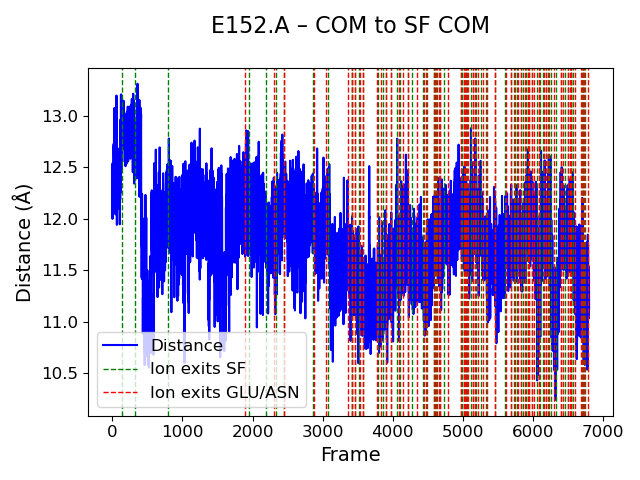 E152.A – COM to SF COM
Distance (Å)
13.0
12.5
12.0
11.5
11.0
10.5
Distance
Ion exits SF
Ion exits GLU/ASN
0 1000 2000 3000 4000 5000 6000 7000
Frame